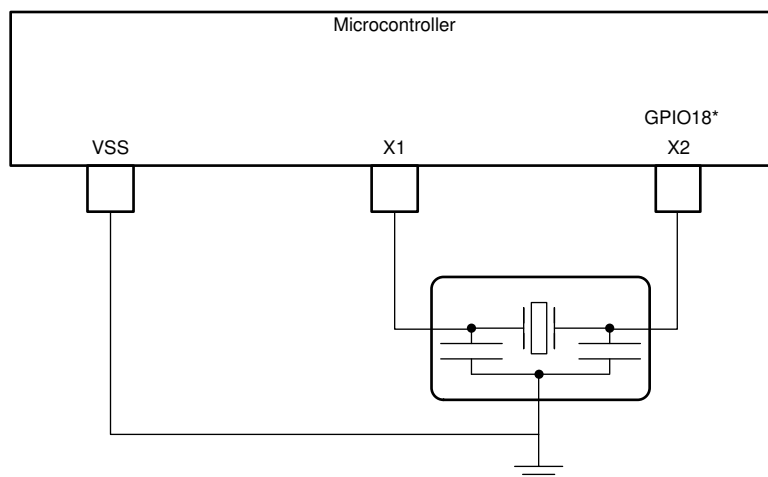 Microcontroller
GPIO18*
VSS
X1
X2